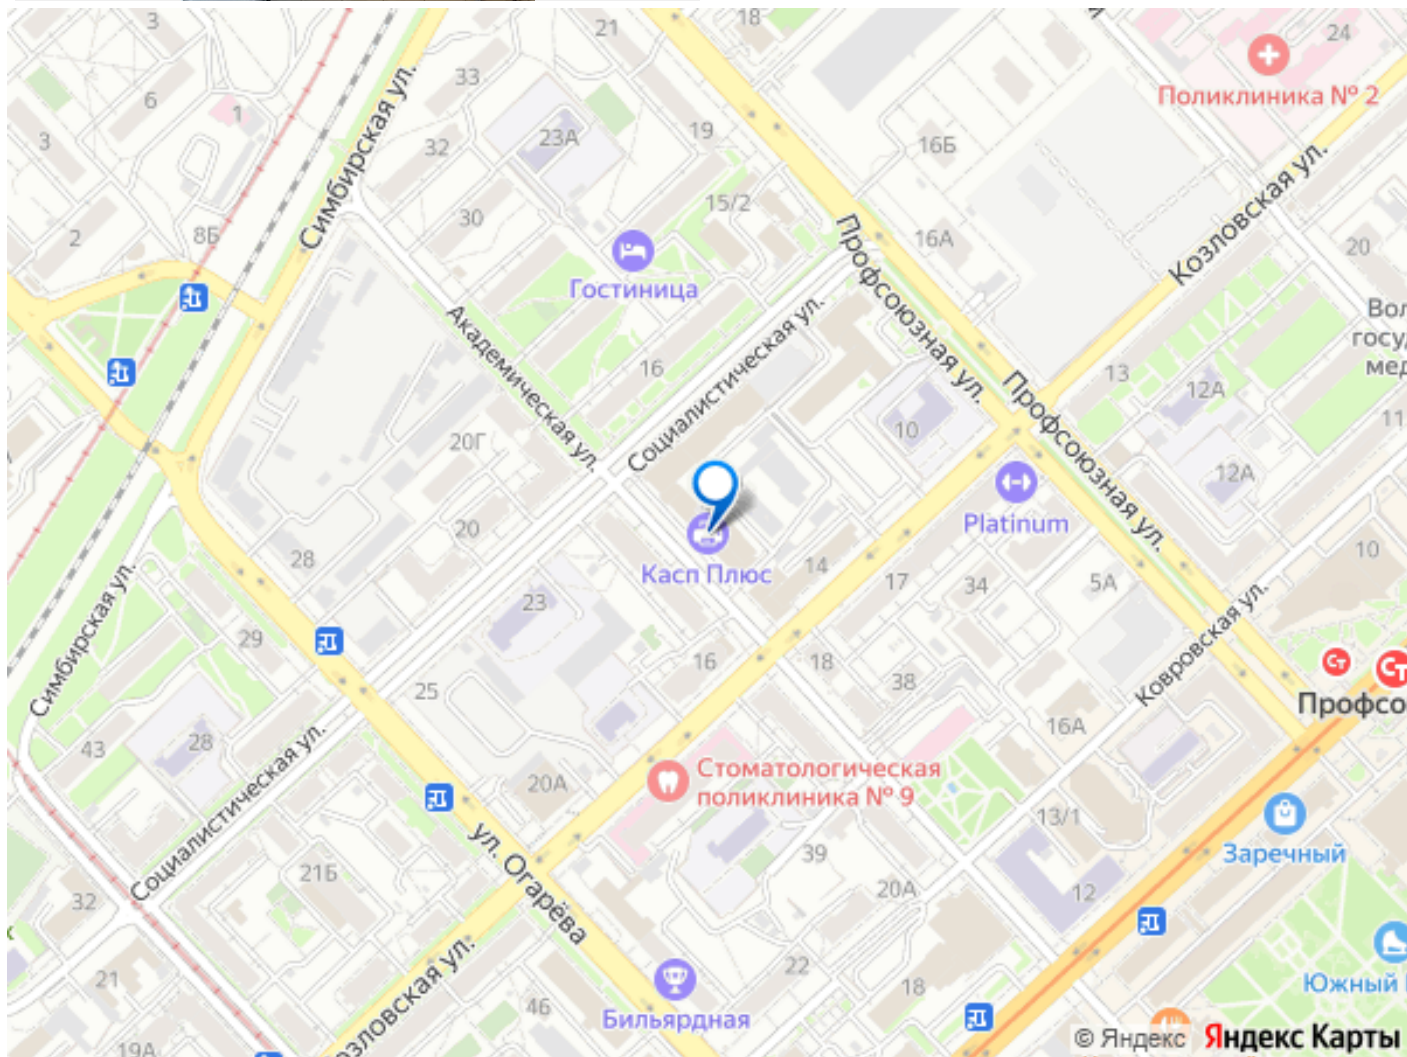 3
21
18
24
33
6
1
Поликлиника № 2
Симбирская ул.
3
32
23А
19
16Б
Козловская ул.
15/2
30
2
8Б
Профсоюзная ул.
16А
20
Гостиница
Академическая ул.
Социалистическая ул.
16
13
12А
Профсоюзная ул.
10
11
20Г
12А
Platinum
20
28
Касп Плюс
14
17
34
5А
10
Симбирская ул.
23
29
Ковровская ул.
25
16
18
38
16А
43
28
Социалистическая ул.
20А
Стоматологическая
поликлиника № 9
13/1
Заречный
ул. Огарёва
21Б
39
20А
12
32
Козловская ул.
21
22
18
46
Бильярдная
Южный
19А
© Яндекс Яндекс Карты